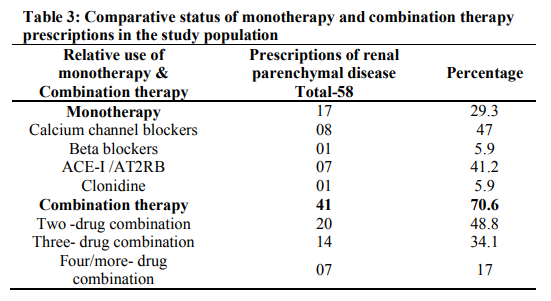 Table 3: Comparative status of monotherapy and combination therapy
prescriptions in the study population
Relative use of
monotherapy &
Combination therapy
Prescriptions of renal
parenchymal disease
Total-58
Percentage
Monotherapy 17 29.3
Calcium channel blockers 08 47
Beta blockers 01 5.9
ACE-I /AT2RB 07 41.2
Clonidine 01 5.9
Combination therapy 41 70.6
Two -drug combination 20 48.8
Three- drug combination 14 34.1
Four/more- drug
combination 07 17